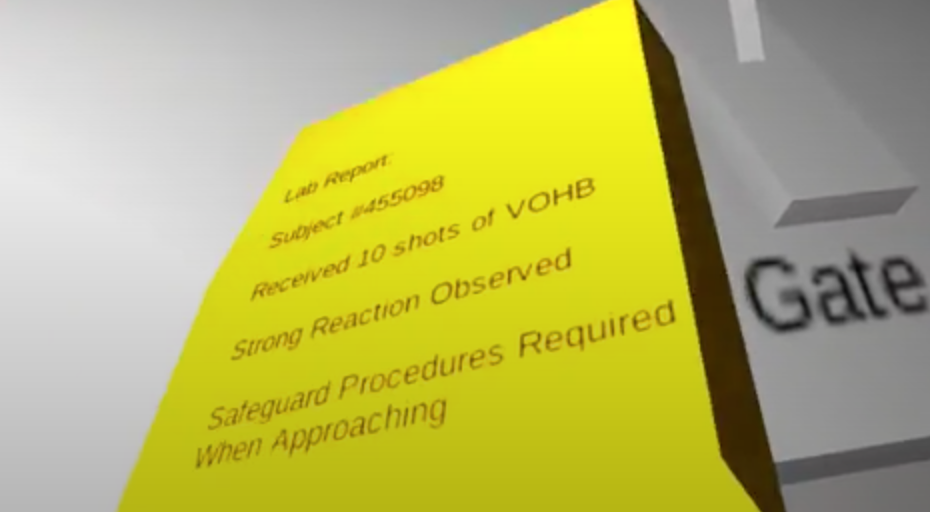 Lab Report:
Subject #455098
Received 10 shots of VOHB
Strong Reaction Observed
Safeguard Procedures Required
When Approaching
Gate